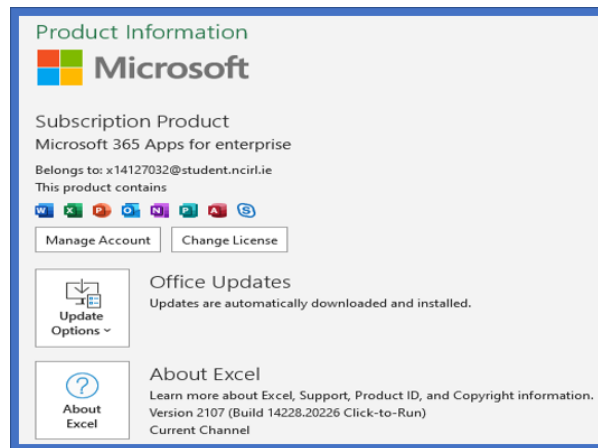 Product Information
Microsoft
Subscription Product
Microsoft 365 Apps for enterprise
Belongs to: x14127032@student.ncirl.ie
This product contains
Manage Account
Change License
Update
Options
Office Updates
Updates are automatically downloaded and installed.
About
Excel
About Excel
Learn more about Excel, Support, Product ID, and Copyright information.
Version 2107 (Build 14228.20226 Click-to-Run)
Current Channel